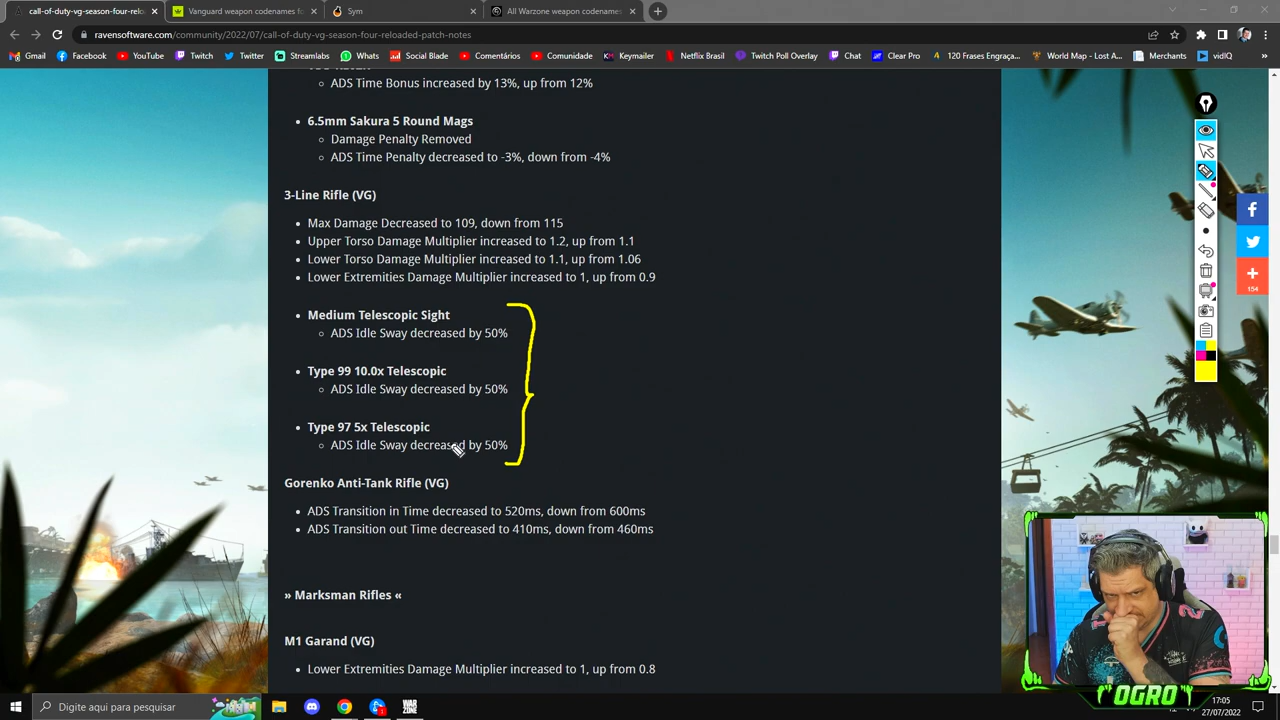 call-of-duty-vg-season-four-relo
Vanguard weapon codenames fo
Sym
All Warzone weapon codenames
ravensoftware.com/community/2022/07/call-of-duty-vg-season-four-reloaded-patch-notes
Gmail
Facebook
YouTube
Twitch
Twitter
Streamlabs
Whats
Social Blade
Comentários
Comunidade
Keymailer
Netflix Brasil
Twitch Poll Overlay
Chat
Clear Pro
120 Frases Engraça...
World Map - Lost A...
Merchants
vidIQ
ADS Time Bonus increased by 13%, up from 12%
6.5mm Sakura 5 Round Mags
Damage Penalty Removed
ADS Time Penalty decreased to -3%, down from -4%
3-Line Rifle (VG)
Max Damage Decreased to 109, down from 115
Upper Torso Damage Multiplier increased to 1.2, up from 1.1
Lower Torso Damage Multiplier increased to 1.1, up from 1.06
Lower Extremities Damage Multiplier increased to 1, up from 0.9
Medium Telescopic Sight
ADS Idle Sway decreased by 50%
Type 99 10.0x Telescopic
ADS Idle Sway decreased by 50%
Type 97 5x Telescopic
ADS Idle Sway decreased by 50%
Gorenko Anti-Tank Rifle (VG)
ADS Transition in Time decreased to 520ms, down from 600ms
ADS Transition out Time decreased to 410ms, down from 460ms
» Marksman Rifles «
M1 Garand (VG)
Lower Extremities Damage Multiplier increased to 1, up from 0.8
154
OGRO
Digite aqui para pesquisar
17:05
27/07/2022